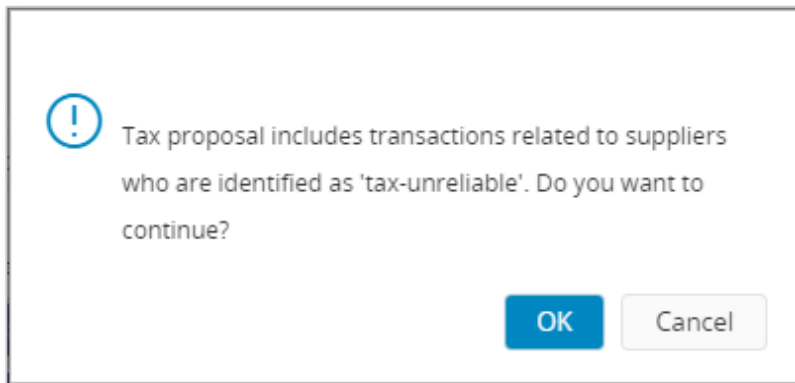 Tax proposal includes transactions related to suppliers
who are identified as 'tax-unreliable'. Do you want to
continue?
OK Cancel